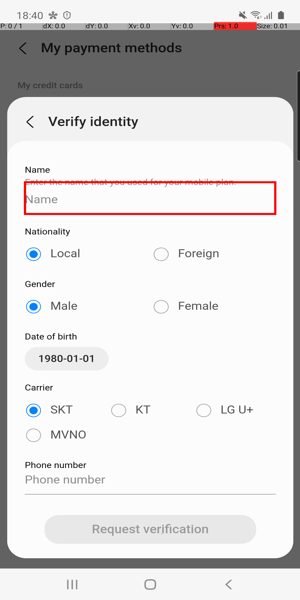 18:40
P: 0 / 1 dX: 0.0 dY: 0.0 Xv: 0.0 Yv: 0.0 Prs: 1.0 Size: 0.01
My payment methods
My credit cards
Verify identity
Name
Enter the name that you used for your mobile plan.
Name
Nationality
Local Foreign
Gender
Male Female
Date of birth
1980-01-01
Carrier
SKT KT LG U+
MVNO
Phone number
Phone number
Request verification